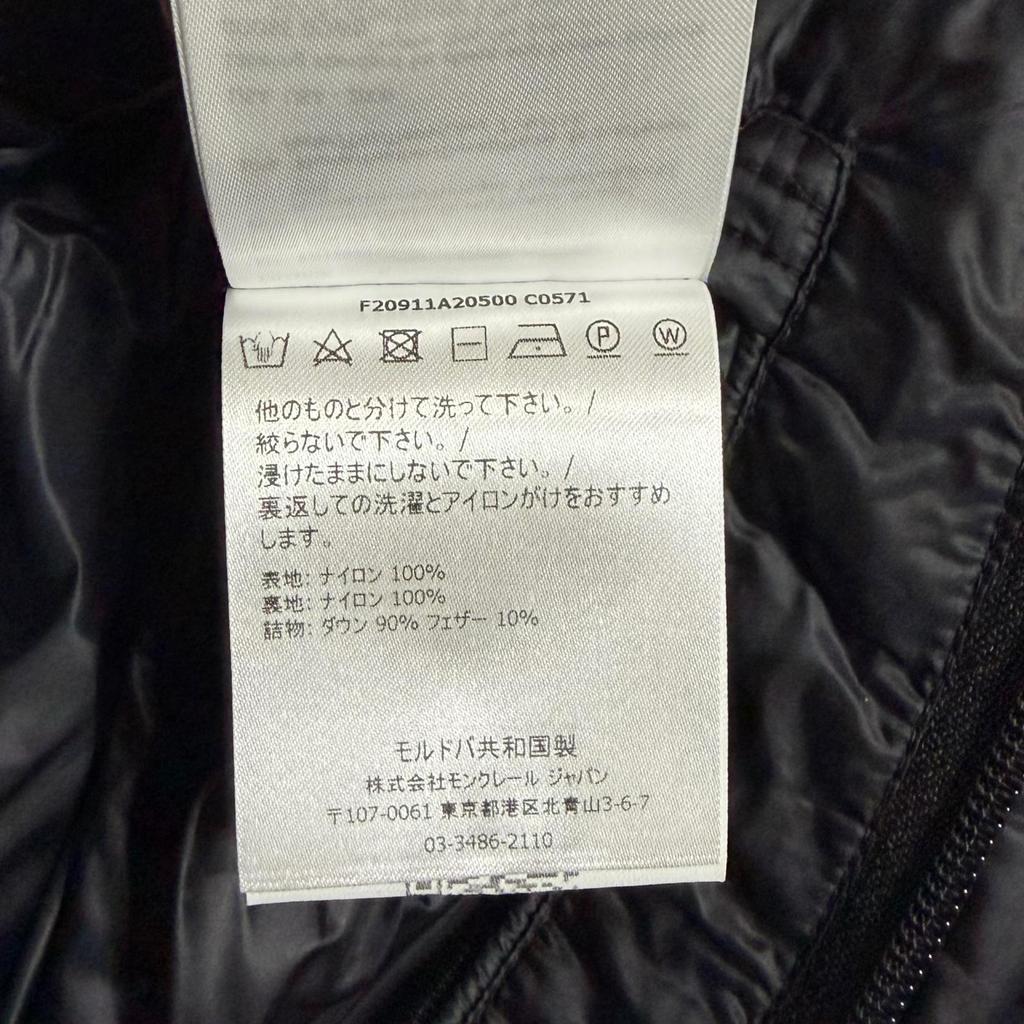 F20911A20500 C0571
P W
他のものと分けて洗って下さい。/
絞らないで下さい。/
浸けたままにしないで下さい。/
裏返しての洗濯とアイロンがけをおすすめ
します。
表地: ナイロン 100%
裏地: ナイロン 100%
詰物: ダウン 90% フェザー 10%
モルドバ共和国製
株式会社モンクレール ジャパン
〒107-0061 東京都港区北青山3-6-7
03-3486-2110